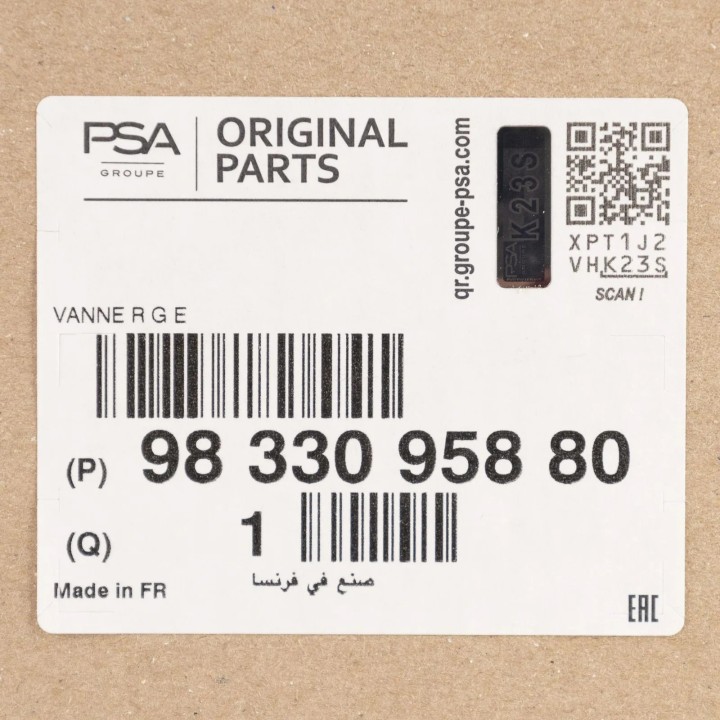 PSA
GROUPE
ORIGINAL
PARTS
qr.groupe-psa.com
PSA
K23S
XPT1J2
VHK23S
SCAN!
VANNE R G E
(P) 98 330 958 80
(Q) 1
صنع في فرنسا
Made in FR
EAC